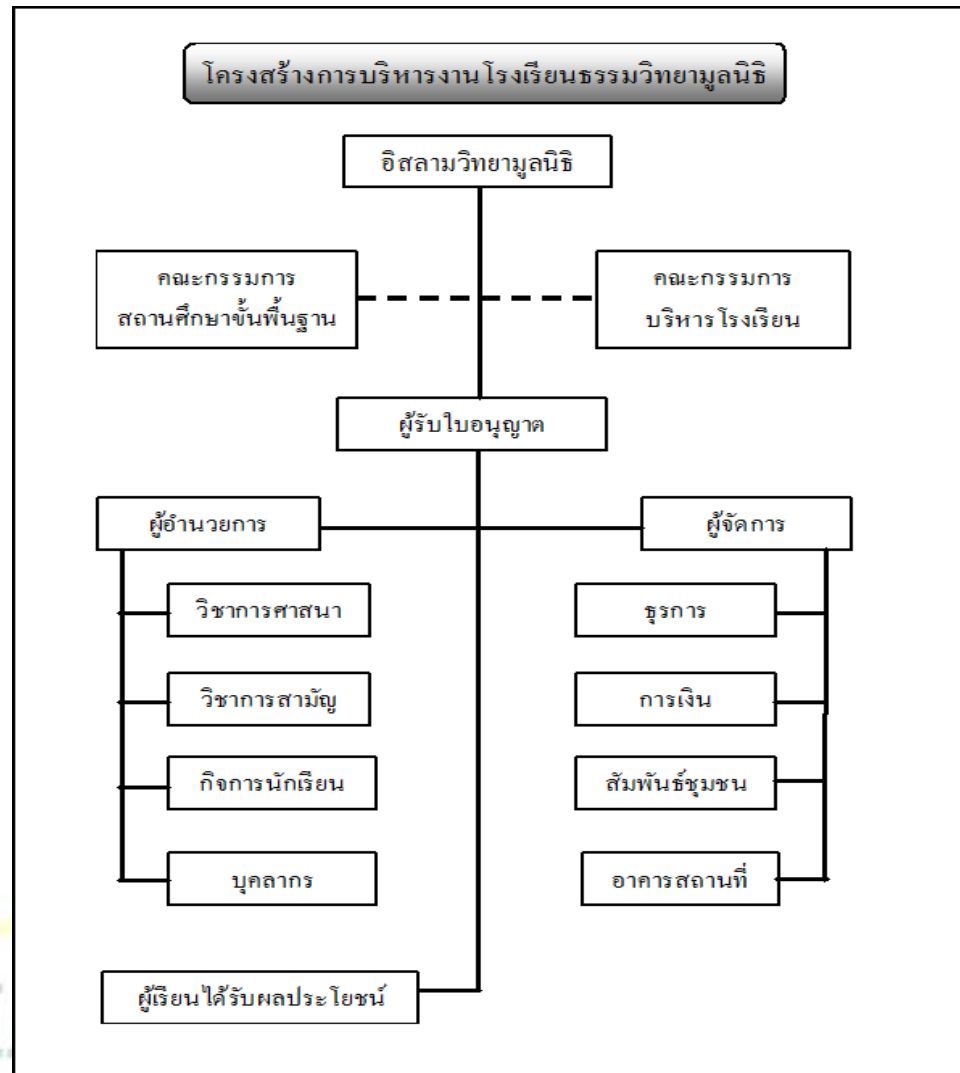 โครงสร้างการบริหารงานโรงเรียนธรรมวิทยามูลนิธิ
อิสลามวิทยามูลนิธิ
คณะกรรมการ
สถานศึกษาขั้นพื้นฐาน
คณะกรรมการ
บริหารโรงเรียน
ผู้รับใบอนุญาต
ผู้อำนวยการ
ผู้จัดการ
วิชาการศาสนา
ธุรการ
วิชาการสามัญ
การเงิน
กิจการนักเรียน
สัมพันธ์ชุมชน
บุคลากร
อาคารสถานที่
ผู้เรียนได้รับผลประโยชน์